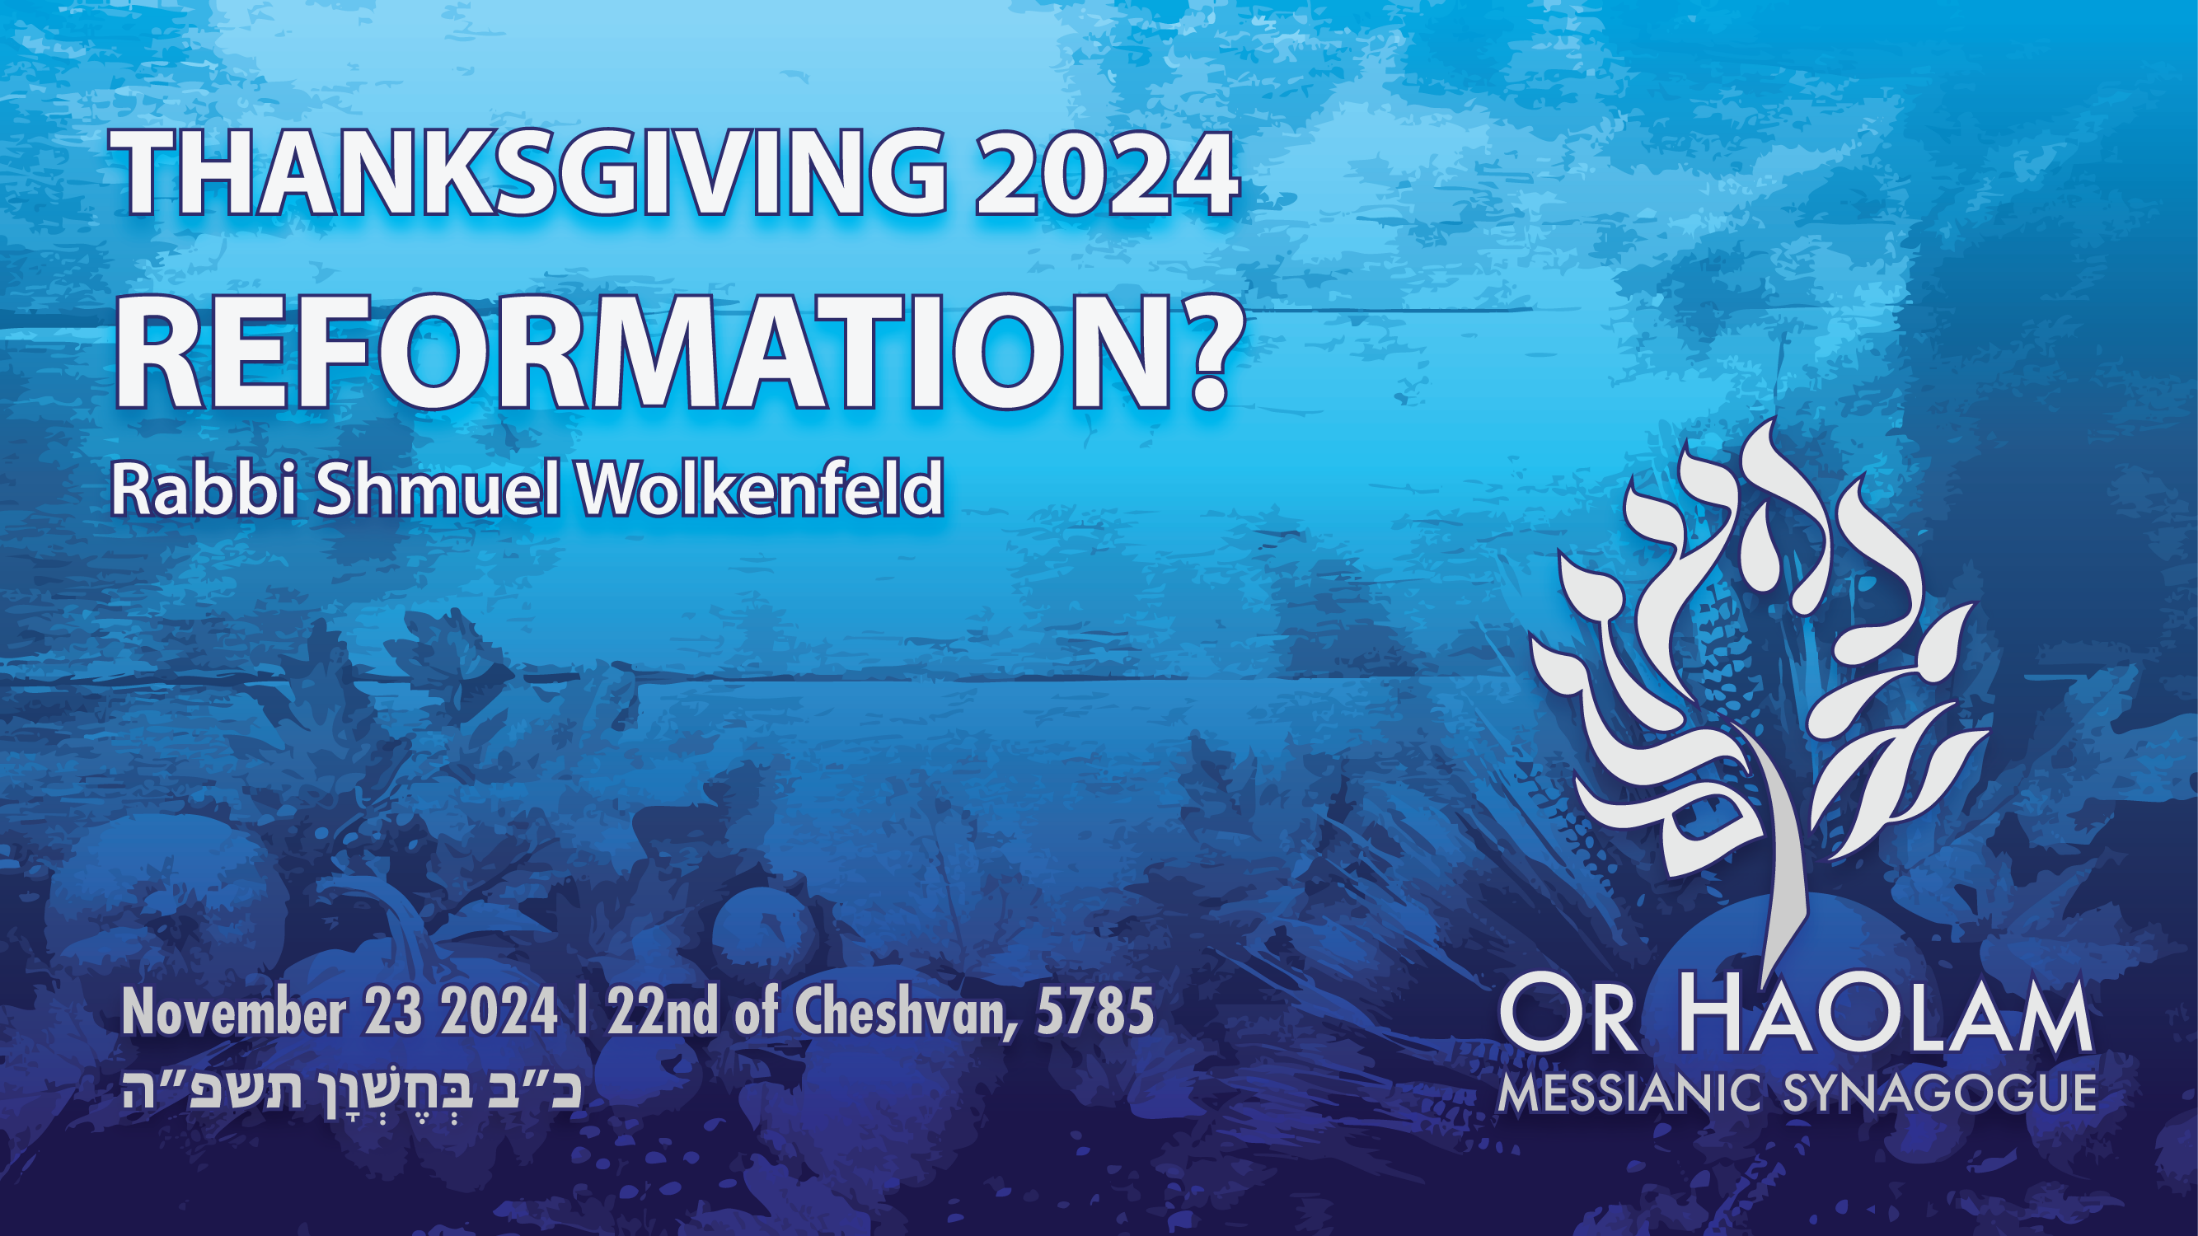 THANKSGIVING 2024
REFORMATION?
Rabbi Shmuel Wolkenfeld
November 23 2024 | 22nd of Cheshvan, 5785
כ״ב בְּחֶשְׁוָן תשפ״ה
OR HAOLAM
MESSIANIC SYNAGOGUE